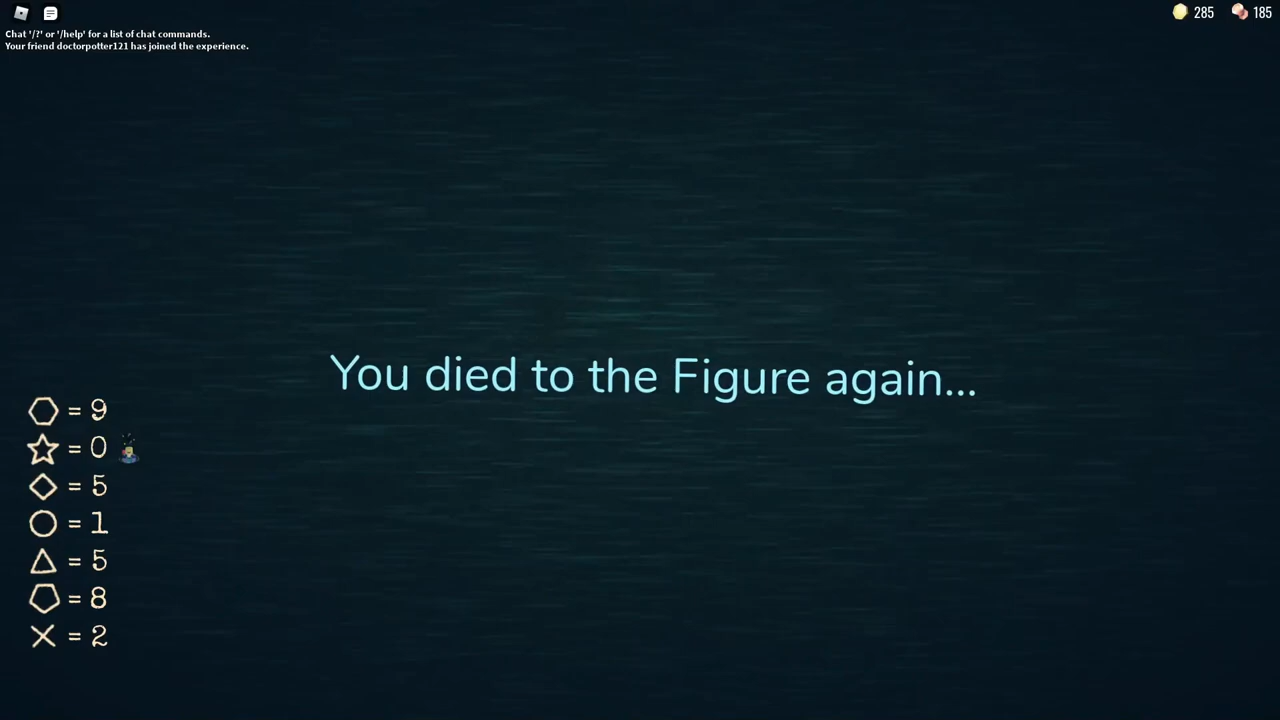 285 185
Chat '/?' or '/help' for a list of chat commands.
Your friend doctorpotter121 has joined the experience.
You died to the Figure again...
= 9
= 0
= 5
= 1
= 5
= 8
= 2